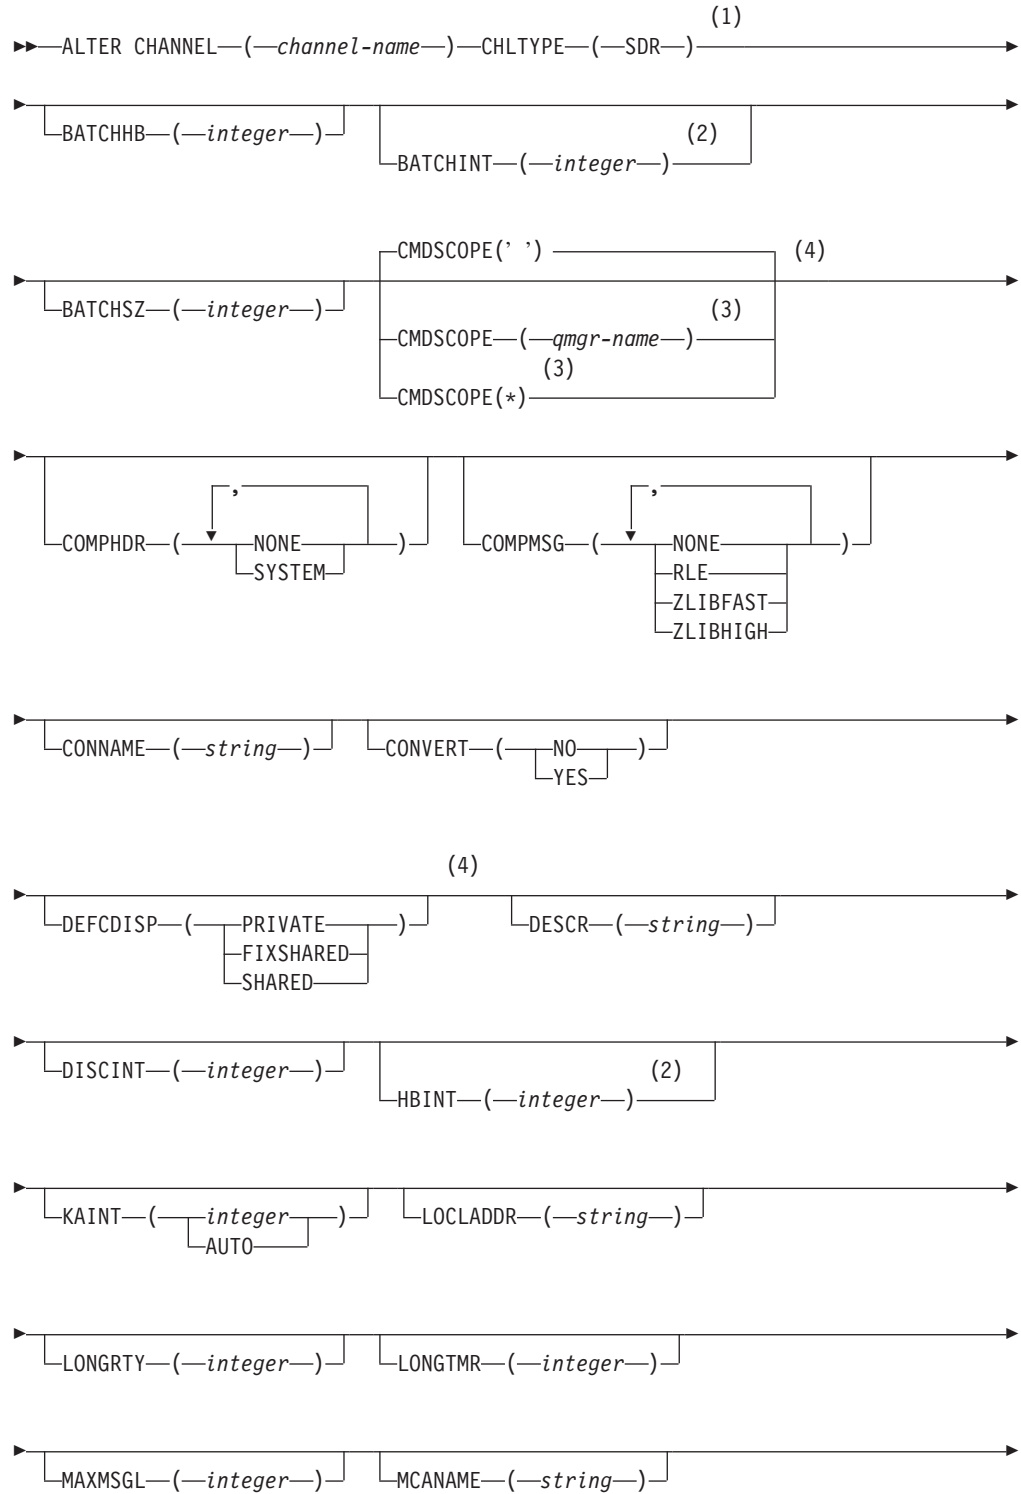 (1)
ALTER CHANNEL ( channel-name ) CHLTYPE ( SDR )
BATCHHB ( integer ) (2)
BATCHINT ( integer )
CMDSCOPE(’ ’) (4)
BATCHSZ ( integer ) (3)
CMDSCOPE ( qmgr-name )
(3)
CMDSCOPE(*)
, ,
COMPHDR ( NONE ) COMPMSG ( NONE )
SYSTEM RLE
ZLIBFAST
ZLIBHIGH
CONNAME ( string ) CONVERT ( NO )
YES
(4)
DEFCDISP ( PRIVATE ) DESCR ( string )
FIXSHARED
SHARED
DISCINT ( integer ) (2)
HBINT ( integer )
KAINT ( integer ) LOCLADDR ( string )
AUTO
LONGRTY ( integer ) LONGTMR ( integer )
MAXMSGL ( integer ) MCANAME ( string )